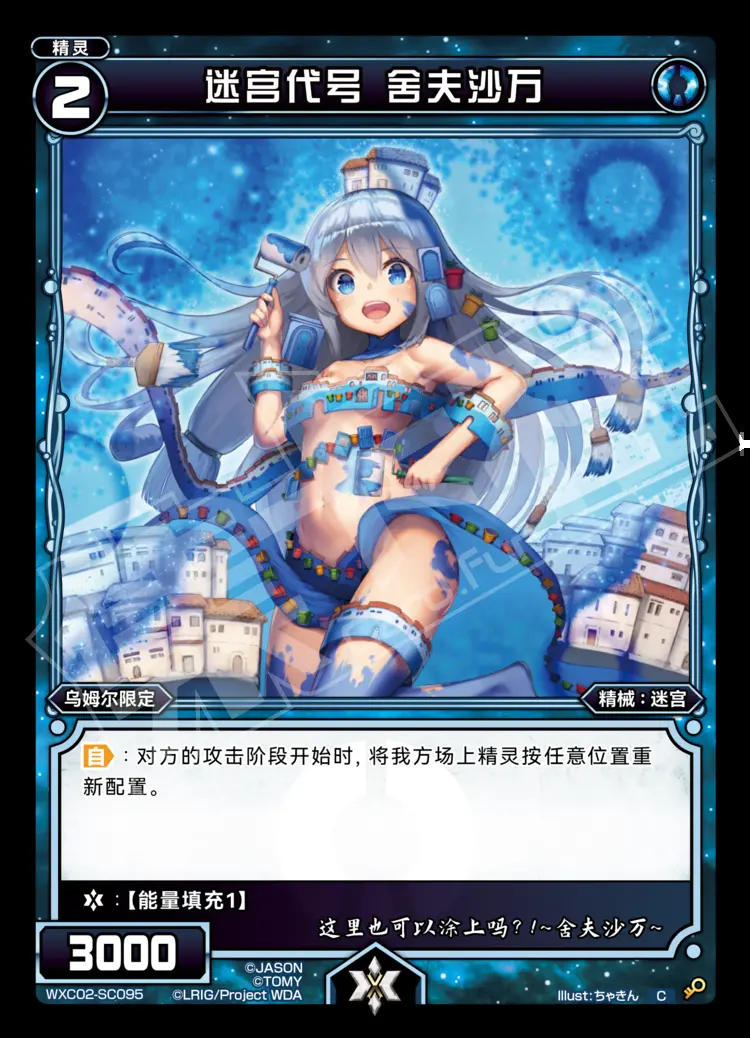 精灵
2
迷宫代号 舍夫沙万
乌姆尔限定
精械：迷宫
自：对方的攻击阶段开始时，将我方场上精灵按任意位置重
新配置。
：【能量填充1】
这里也可以涂上吗？！～舍夫沙万～
3000
©JASON
©TOMY
WXC02-SC095 ©LRIG/Project WDA
Illust:ちゃきん C